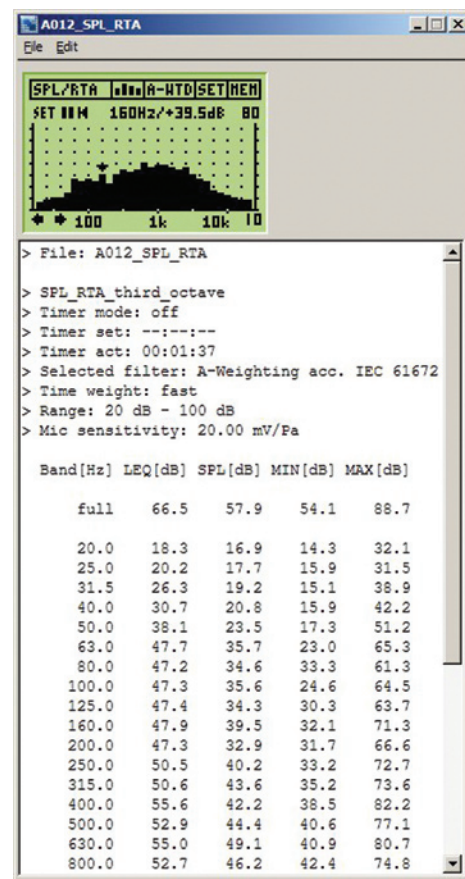 A012_SPL_RTA
File Edit
SPL/RTA A-WTD SET MEM
SET 160Hz/+39.5dB 80
100 1k 10k 10
> File: A012_SPL_RTA
> SPL_RTA_third_octave
> Timer mode: off
> Timer set: --:--:--
> Timer act: 00:01:37
> Selected filter: A-Weighting acc. IEC 61672
> Time weight: fast
> Range: 20 dB - 100 dB
> Mic sensitivity: 20.00 mV/Pa
Band[Hz] LEQ[dB] SPL[dB] MIN[dB] MAX[dB]
full 66.5 57.9 54.1 88.7
20.0 18.3 16.9 14.3 32.1
25.0 20.2 17.7 15.9 31.5
31.5 26.3 19.2 15.1 38.9
40.0 30.7 20.8 15.9 42.2
50.0 38.1 23.5 17.3 51.2
63.0 47.7 35.7 23.0 65.3
80.0 47.2 34.6 33.3 61.3
100.0 47.3 35.6 24.6 64.5
125.0 47.4 34.3 30.3 63.7
160.0 47.9 39.5 32.1 71.3
200.0 47.3 32.9 31.7 66.6
250.0 50.5 40.2 33.2 72.7
315.0 50.6 43.6 35.2 73.6
400.0 55.6 42.2 38.5 82.2
500.0 52.9 44.4 40.6 77.1
630.0 55.0 49.1 40.9 80.7
800.0 52.7 46.2 42.4 74.8